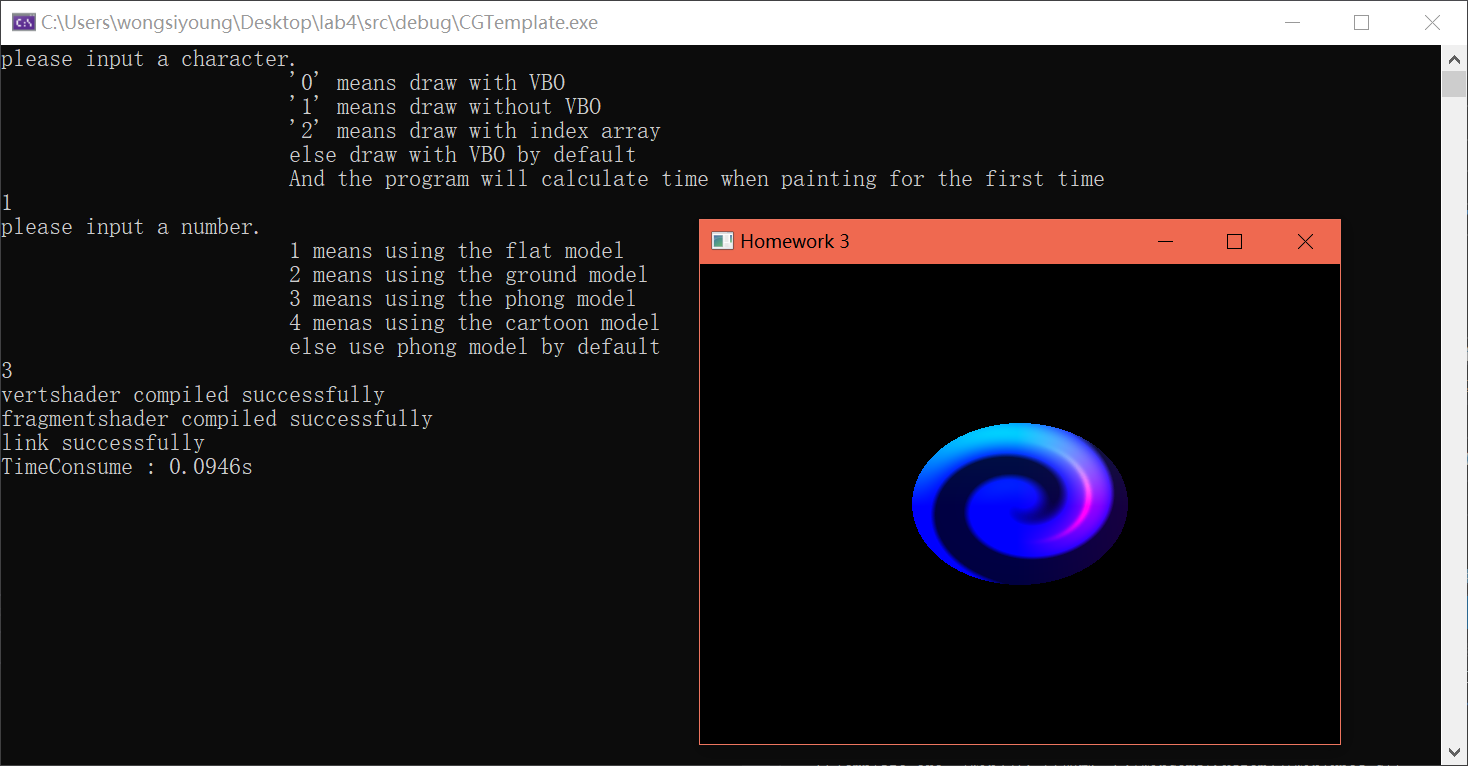 C:\Users\wongsiyoung\Desktop\lab4\src\debug\CGTemplate.exe
please input a character.
'0' means draw with VBO
'1' means draw without VBO
'2' means draw with index array
else draw with VBO by default
And the program will calculate time when painting for the first time
1
please input a number.
1 means using the flat model
2 means using the ground model
3 means using the phong model
4 menas using the cartoon model
else use phong model by default
3
vertshader compiled successfully
fragmentshader compiled successfully
link successfully
TimeConsume : 0.0946s
Homework 3